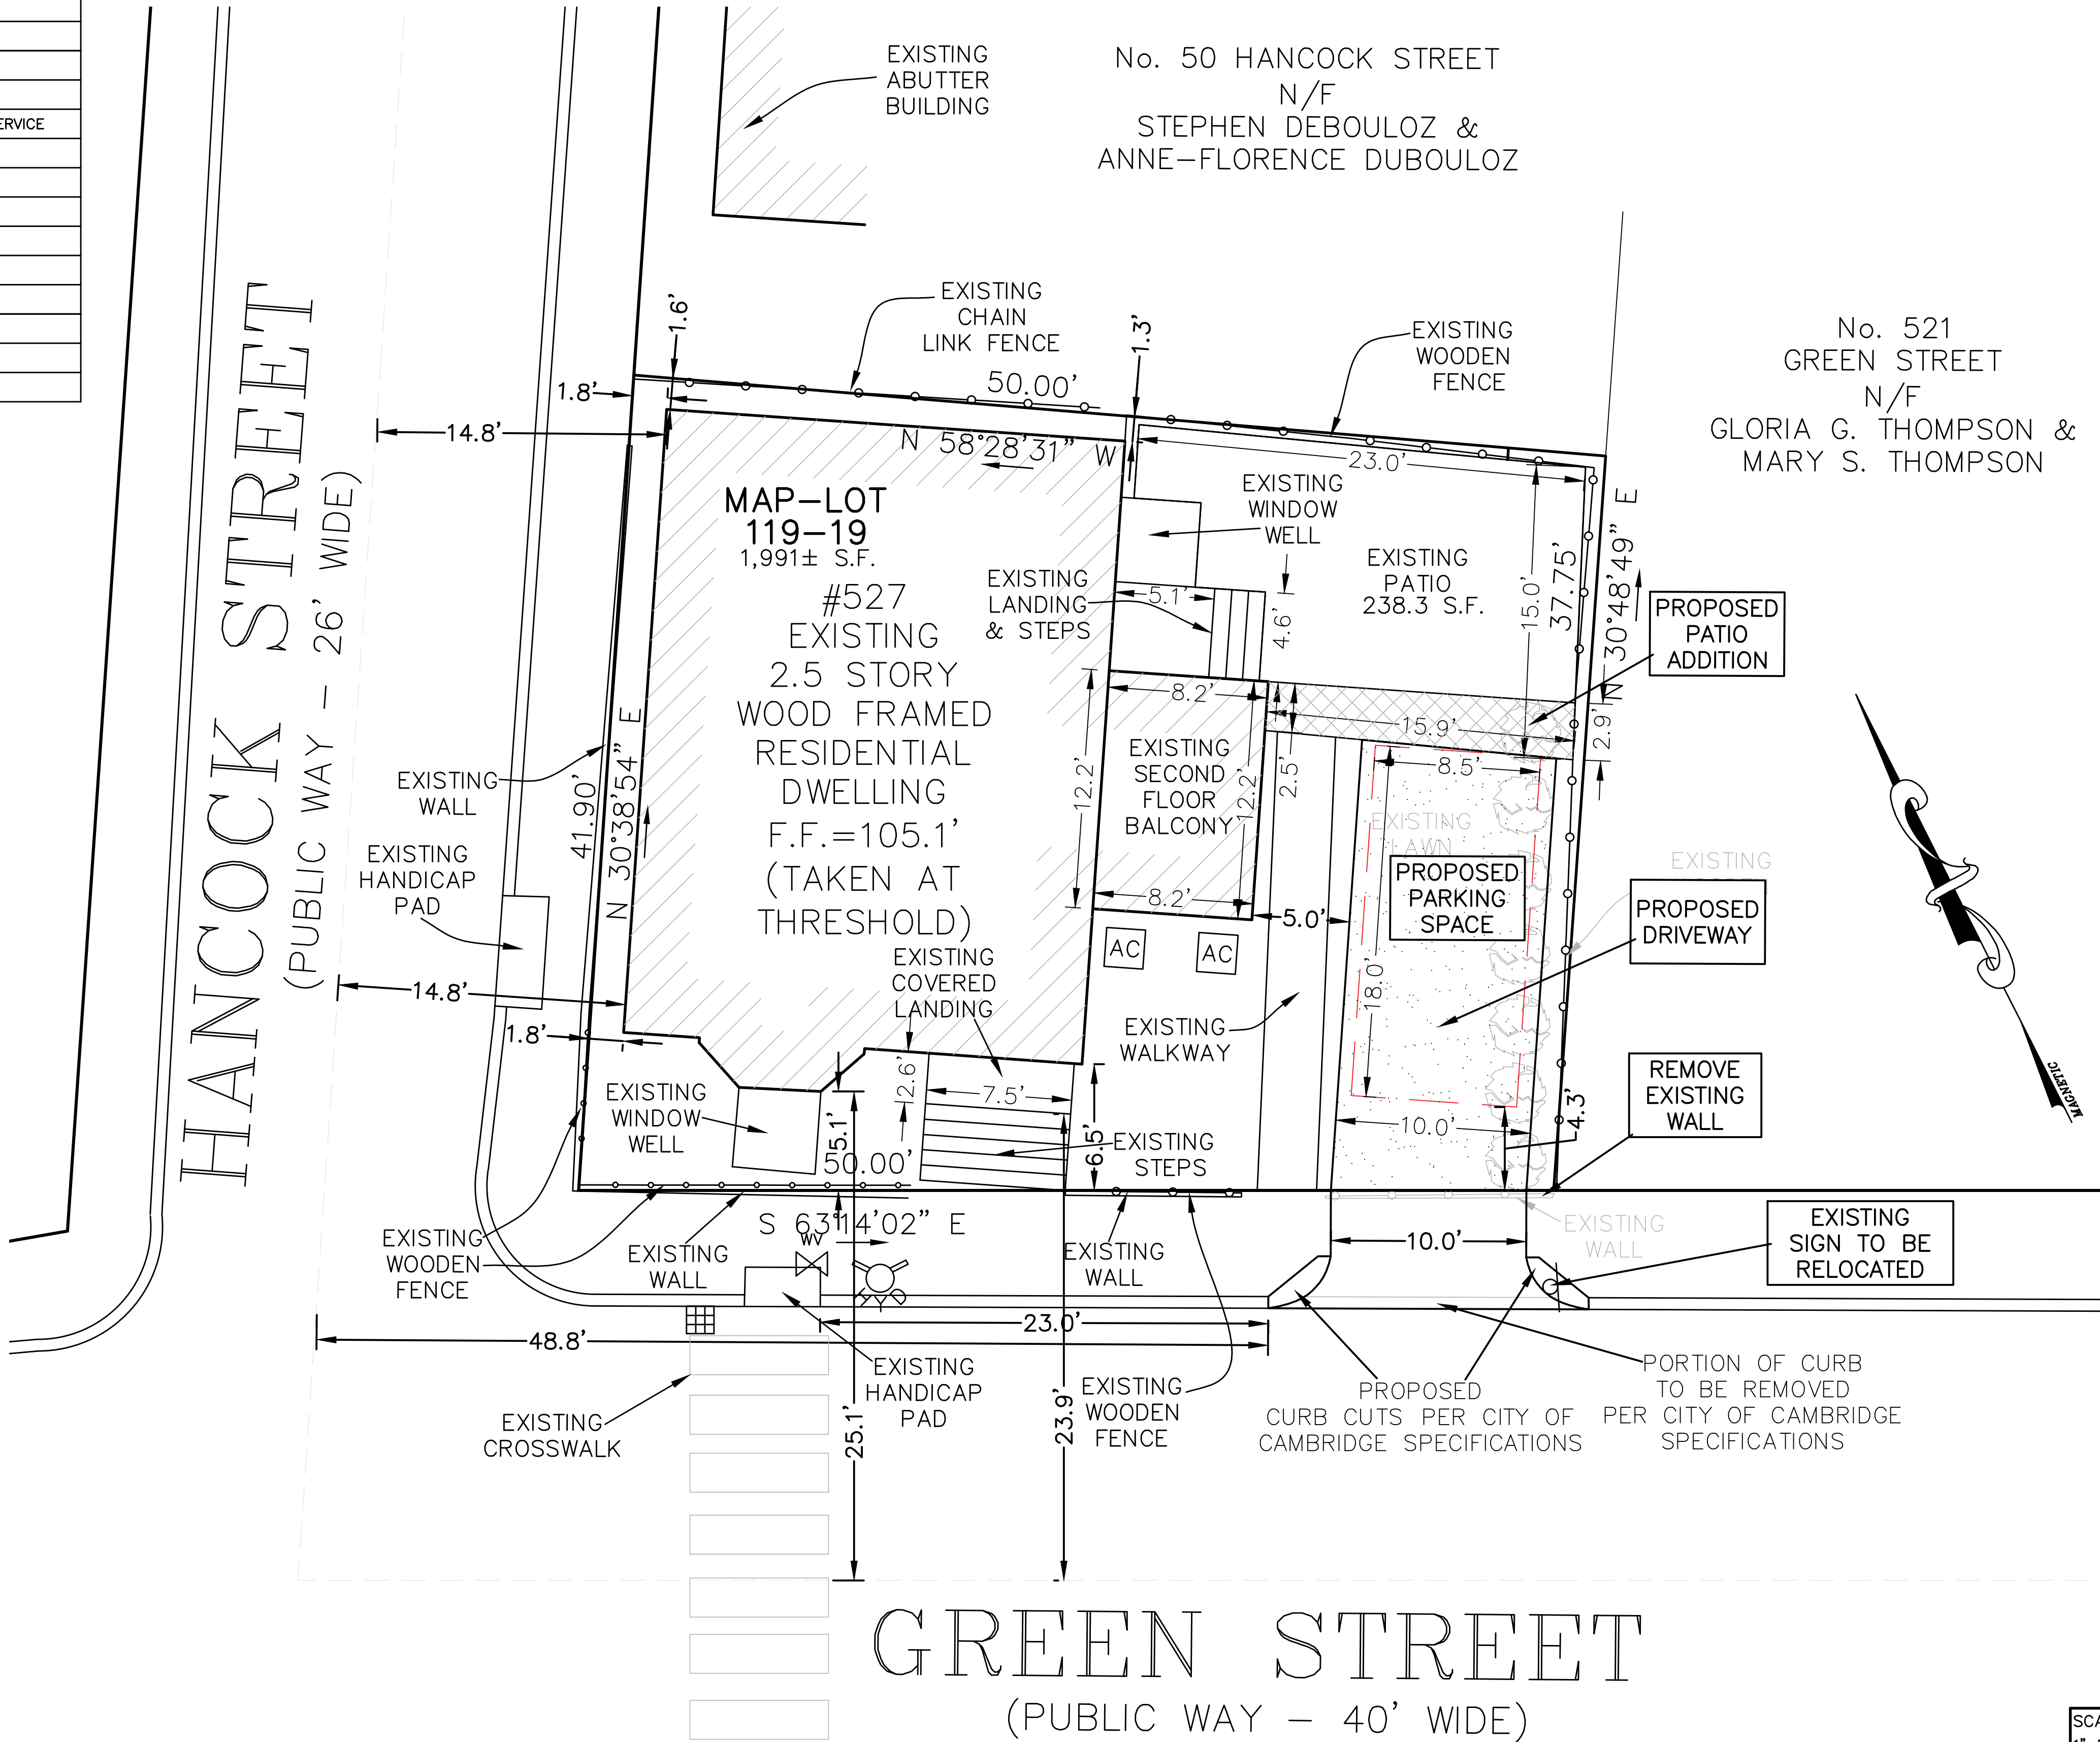 ERVICE
EXISTING
ABUTTER
BUILDING
No. 50 HANCOCK STREET
N/F
STEPHEN DEBOULOZ &
ANNE-FLORENCE DUBOULOZ
No. 521
GREEN STREET
N/F
GLORIA G. THOMPSON &
MARY S. THOMPSON
HANCOCK STREET
(PUBLIC WAY - 26' WIDE)
1.6'
EXISTING
CHAIN
LINK FENCE
50.00'
1.3'
EXISTING
WOODEN
FENCE
1.8'
14.8'
N 58°28'31" W
23.0'
MAP-LOT
119-19
1,991± S.F.
#527
EXISTING
2.5 STORY
WOOD FRAMED
RESIDENTIAL
DWELLING
F.F.=105.1'
(TAKEN AT
THRESHOLD)
EXISTING
WINDOW
WELL
EXISTING
LANDING
& STEPS
5.1'
4.6'
EXISTING
PATIO
238.3 S.F.
15.0'
37.75'
N 30°48'49" E
PROPOSED
PATIO
ADDITION
8.2'
15.9'
2.9'
2.5'
12.2'
12.2'
EXISTING
SECOND
FLOOR
BALCONY
8.2'
8.5'
EXISTING
LAWN
EXISTING
PROPOSED
PARKING
SPACE
PROPOSED
DRIVEWAY
18.0'
5.0'
AC
AC
EXISTING
WALL
41.90'
N 30°38'54" E
EXISTING
HANDICAP
PAD
14.8'
1.8'
EXISTING
COVERED
LANDING
EXISTING
WALKWAY
REMOVE
EXISTING
WALL
MAGNETIC
EXISTING
WINDOW
WELL
2.6'
7.5'
5.1'
6.5'
EXISTING
STEPS
10.0'
4.3'
50.00'
S 63°14'02" E
WV
HYD
EXISTING
WOODEN
FENCE
EXISTING
WALL
EXISTING
WALL
10.0'
EXISTING
WALL
EXISTING
SIGN TO BE
RELOCATED
23.0'
48.8'
EXISTING
HANDICAP
PAD
25.1'
23.9'
EXISTING
WOODEN
FENCE
PROPOSED
CURB CUTS PER CITY OF
CAMBRIDGE SPECIFICATIONS
PORTION OF CURB
TO BE REMOVED
PER CITY OF CAMBRIDGE
SPECIFICATIONS
EXISTING
CROSSWALK
GREEN STREET
(PUBLIC WAY - 40' WIDE)
SCA